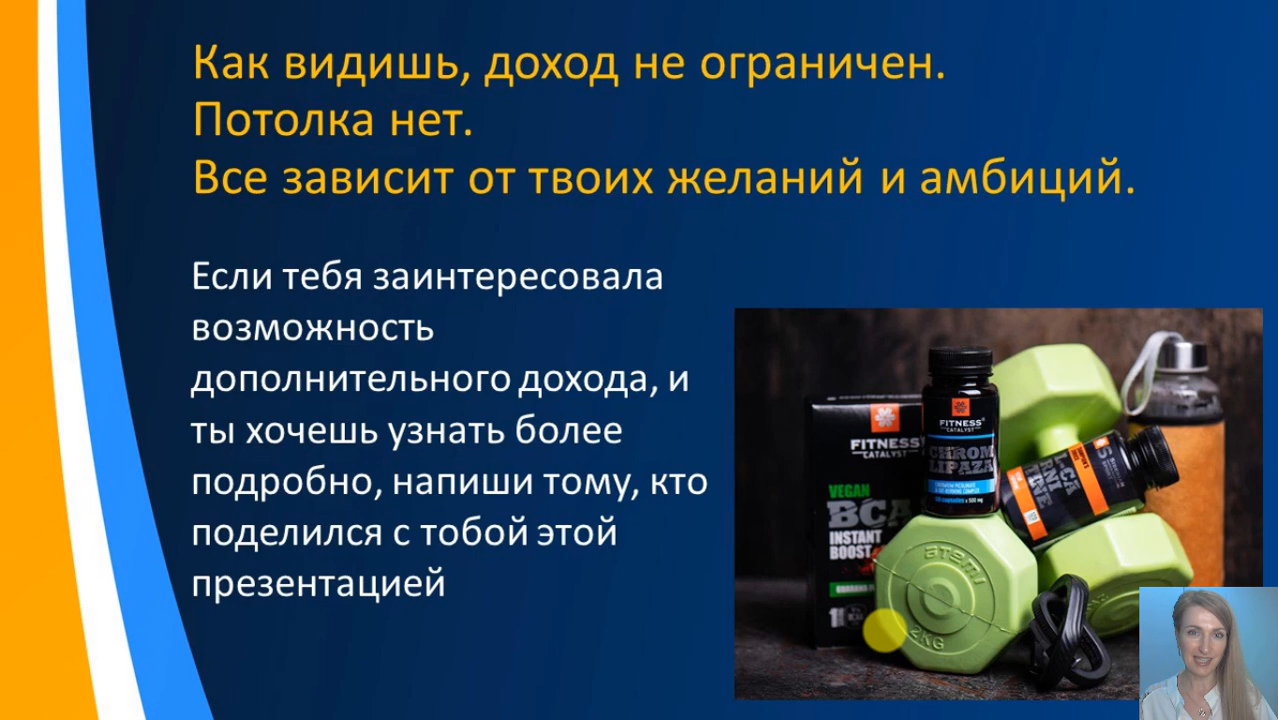 Как видишь, доход не ограничен.
Потолка нет.
Все зависит от твоих желаний и амбиций.
Если тебя заинтересовала
возможность
дополнительного дохода, и
ты хочешь узнать более
подробно, напиши тому, кто
поделился с тобой этой
презентацией
FITNESS
CATALYST
VEGAN
INSTANT
BOOST
FITNESS
CATALYST
CHROM
LIPAZA
ATEMI
2KG